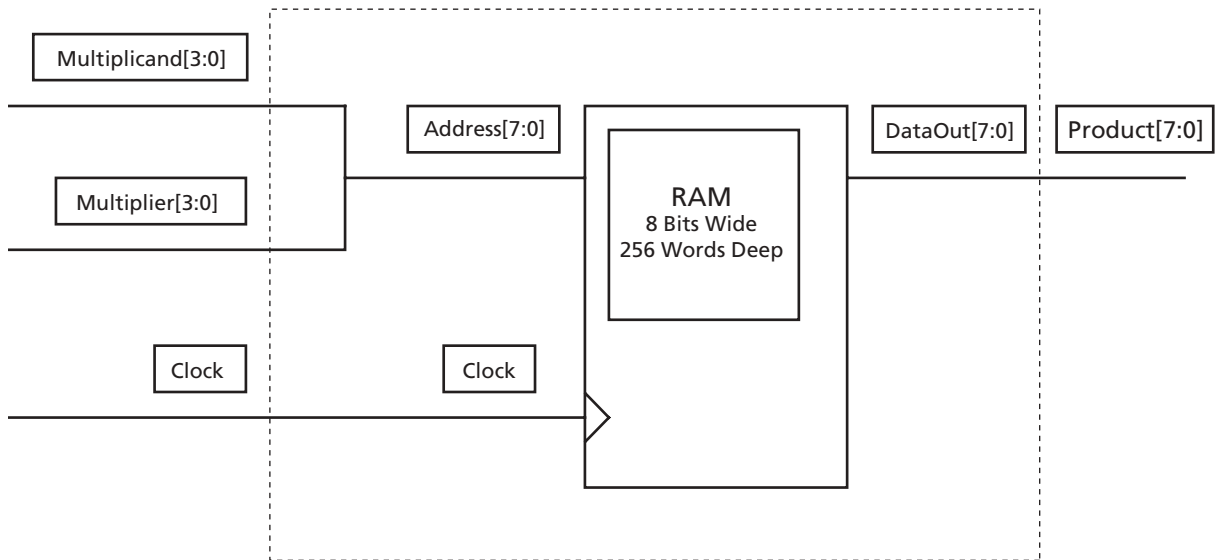 Multiplicand[3:0]
Address[7:0]
DataOut[7:0]
Product[7:0]
Multiplier[3:0]
RAM
8 Bits Wide
256 Words Deep
Clock
Clock